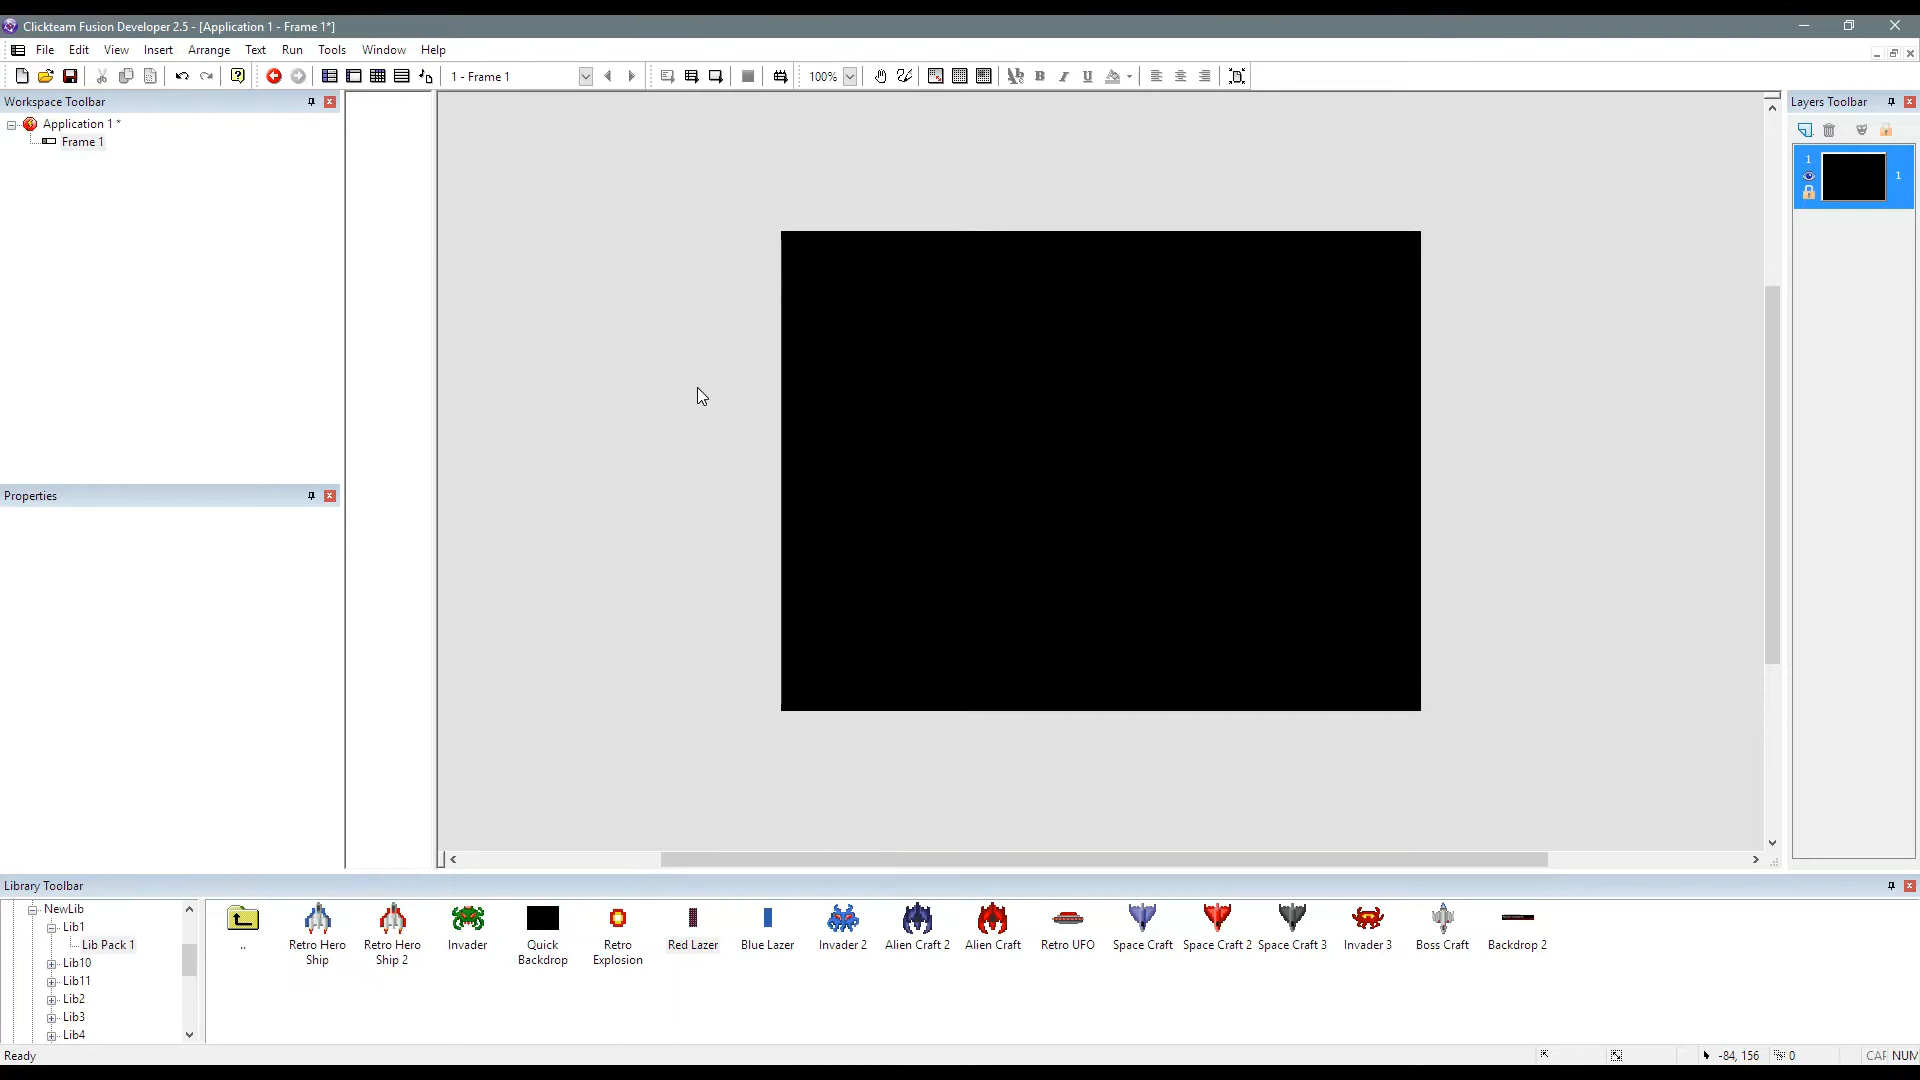 Clickteam Fusion Developer 2.5 - [Application 1 - Frame 1*]
File Edit View Insert Arrange Text Run Tools Window Help
1 - Frame 1
100%
B I U
Workspace Toolbar
Application 1 *
Frame 1
Properties
Layers Toolbar
1
1
Library Toolbar
NewLib
Lib1
Lib Pack 1
Lib10
Lib11
Lib2
Lib3
Lib4
..
Retro Hero
Ship
Retro Hero
Ship 2
Invader
Quick
Backdrop
Retro
Explosion
Red Lazer
Blue Lazer
Invader 2
Alien Craft 2
Alien Craft
Retro UFO
Space Craft
Space Craft 2
Space Craft 3
Invader 3
Boss Craft
Backdrop 2
Ready
-84, 156
0
CAP NUM